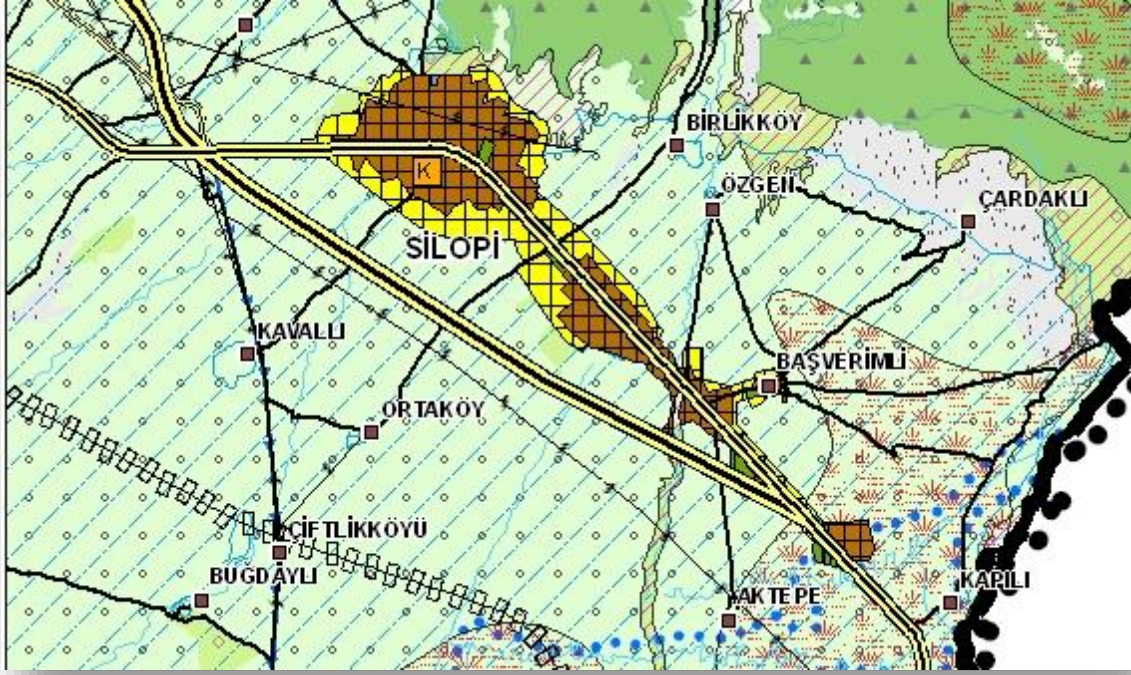 BİRLİKKÖY
K
ÖZGEN
ÇARDAKLI
SİLOPİ
KAVALLI
BAŞVERİMLİ
ORTAKÖY
ÇİFTLİKKÖYÜ
BUĞDAYLI
KAPILI
AKTEPE